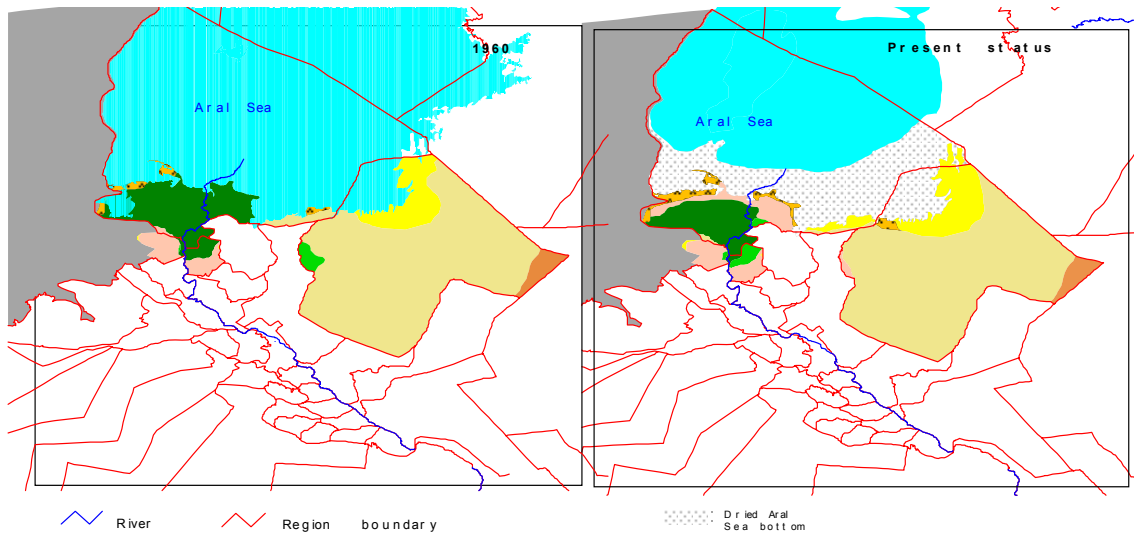 1960
Present status
Aral Sea
Aral Sea
River
Region boundary
Dried Aral
Sea bottom